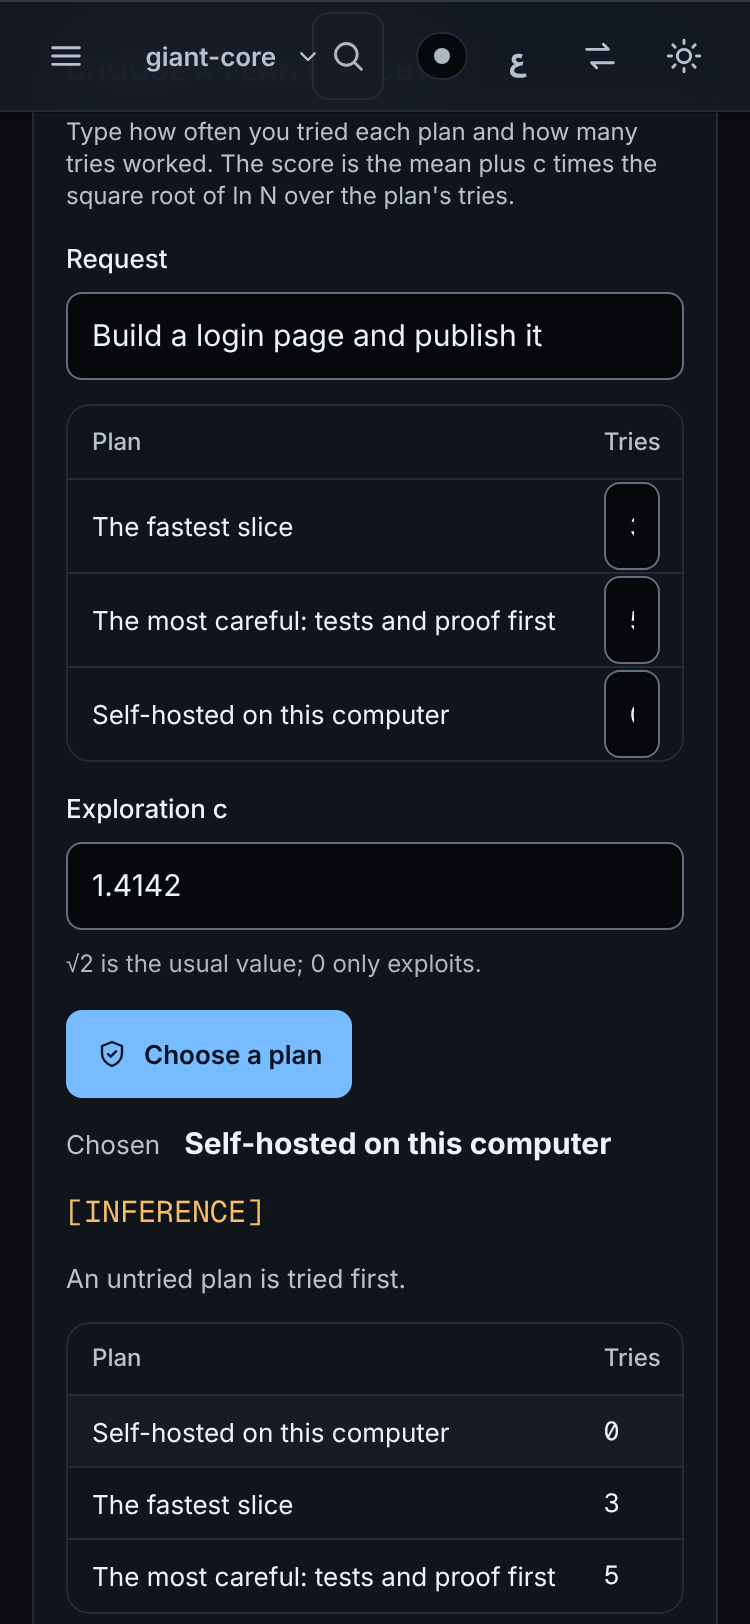 giant-core
ع
Type how often you tried each plan and how many
tries worked. The score is the mean plus c times the
square root of ln N over the plan's tries.
Request
Build a login page and publish it
Plan Tries
The fastest slice
The most careful: tests and proof first
Self-hosted on this computer
Exploration c
1.4142
√2 is the usual value; 0 only exploits.
Choose a plan
Chosen Self-hosted on this computer
[INFERENCE]
An untried plan is tried first.
Plan Tries
Self-hosted on this computer 0
The fastest slice 3
The most careful: tests and proof first 5